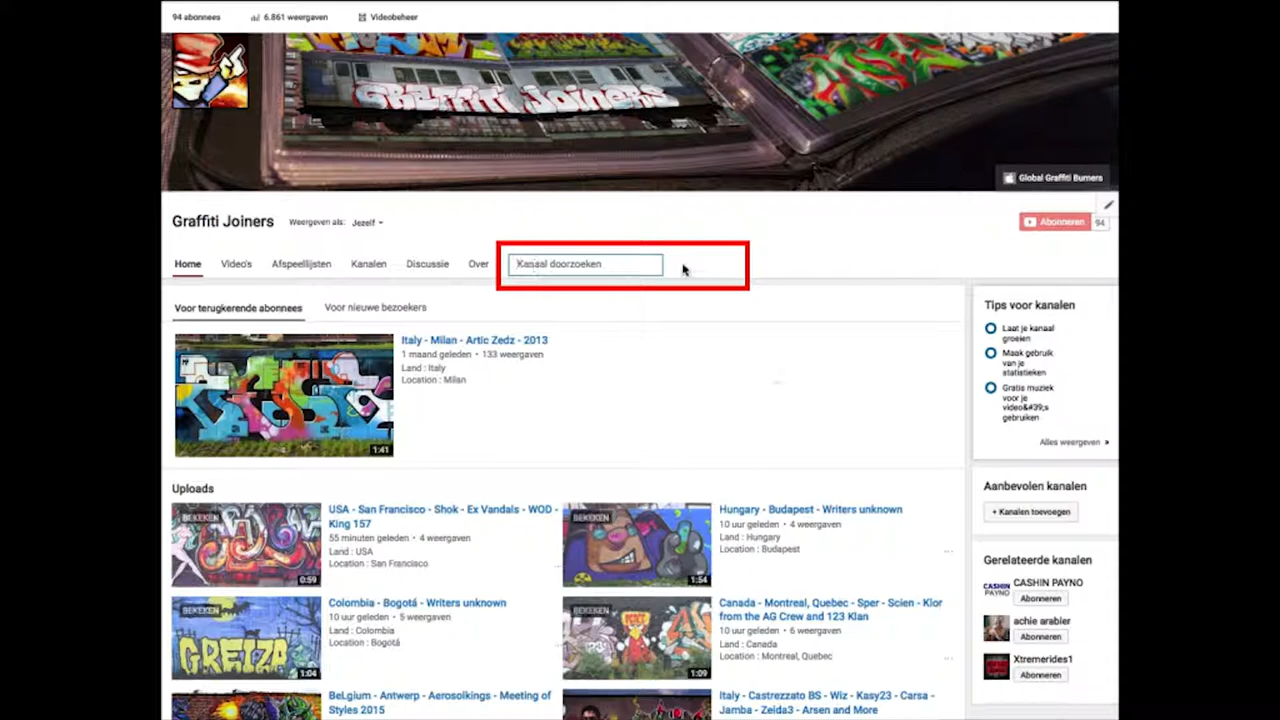 94 abonnees 6.861 weergaven Videobeheer
GRAFFITI JOINERS
Global Graffiti Burners
Graffiti Joiners Weergeven als: Jezelf
Abonneren 94
Home Video's Afspeellijsten Kanalen Discussie Over Kanaal doorzoeken
Voor terugkerende abonnees Voor nieuwe bezoekers
Italy - Milan - Artic Zedz - 2013
1 maand geleden • 133 weergaven
Land : Italy
Location : Milan
1:41
Uploads
BEKEKEN
0:59
USA - San Francisco - Shok - Ex Vandals - WOD -
King 157
55 minuten geleden • 4 weergaven
Land : USA
Location : San Francisco
BEKEKEN
1:54
Hungary - Budapest - Writers unknown
10 uur geleden • 4 weergaven
Land : Hungary
Location : Budapest
BEKEKEN
GREIZA
1:04
Colombia - Bogotá - Writers unknown
10 uur geleden • 5 weergaven
Land : Colombia
Location : Bogotá
BEKEKEN
1:09
Canada - Montreal, Quebec - Sper - Scien - Klor
from the AG Crew and 123 Klan
10 uur geleden • 6 weergaven
Land : Canada
Location : Montreal, Quebec
BeLgium - Antwerp - Aerosolkings - Meeting of
Styles 2015
Italy - Castrezzato BS - Wiz - Kasy23 - Carsa -
Jamba - Zeida3 - Arsen and More
Tips voor kanalen
Laat je kanaal
groeien
Maak gebruik
van je
statistieken
Gratis muziek
voor je
video&#39;s
gebruiken
Alles weergeven »
Aanbevolen kanalen
+ Kanalen toevoegen
Gerelateerde kanalen
CASHIN
PAYNO
CASHIN PAYNO
Abonneren
achie arabier
Abonneren
Xtremerides1
Abonneren